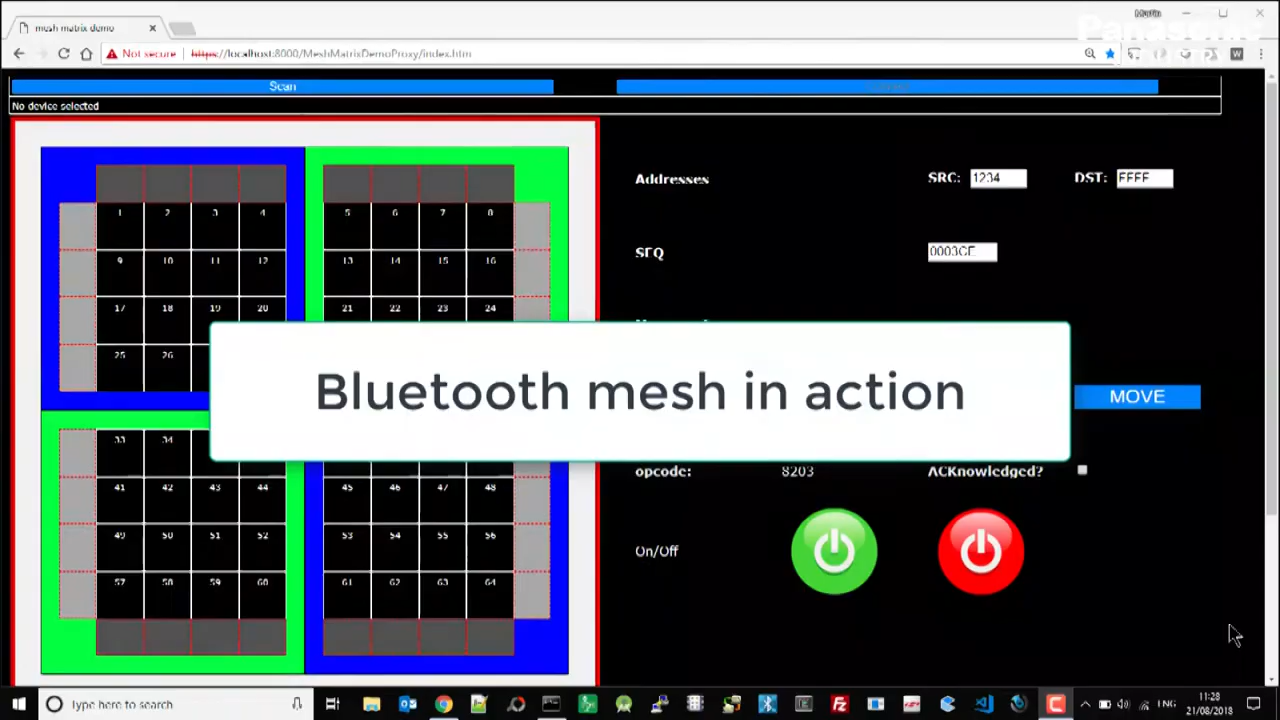 mesh matrix demo
Martin
Panasonic
Not secure https://localhost:8000/MeshMatrixDemoProxy/index.htm
Scan
No device selected
Addresses SRC: 1234 DST: FFFF
1 2 3 4 5 6 7 8
SEQ 0003CE
9 10 11 12 13 14 15 16
17 18 19 20 21 22 23 24
25 26
Bluetooth mesh in action
MOVE
33 34
opcode: 8203 ACKnowledged?
41 42 43 44 45 46 47 48
49 50 51 52 53 54 55 56
On/Off
57 58 59 60 61 62 63 64
Type here to search
ENG
11:28
21/08/2018